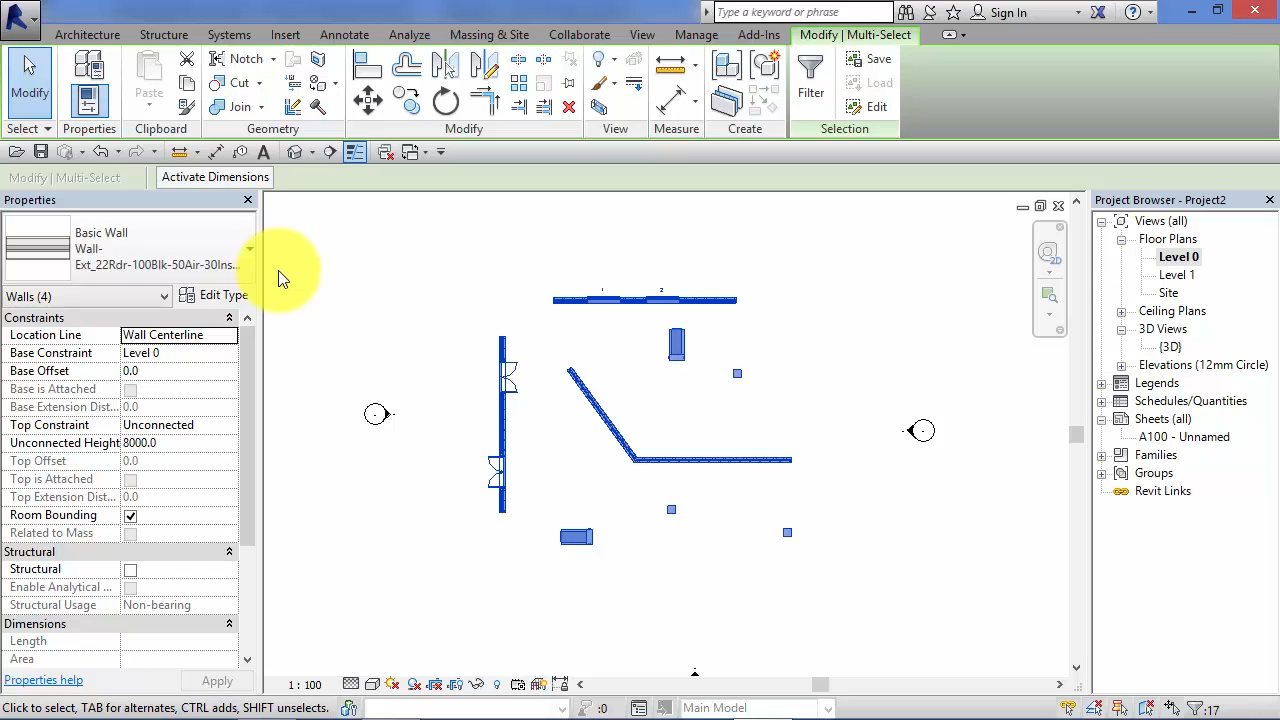 Type a keyword or phrase
Sign In
Architecture
Structure
Systems
Insert
Annotate
Analyze
Massing & Site
Collaborate
View
Manage
Add-Ins
Modify | Multi-Select
Modify
Select
Properties
Paste
Clipboard
Notch
Cut
Join
Geometry
Modify
View
Measure
Create
Filter
Save
Load
Edit
Selection
Modify | Multi-Select
Activate Dimensions
Properties
Basic Wall
Wall-
Ext_22Rdr-100Blk-50Air-30Ins...
Walls (4)
Edit Type
Constraints
Location Line Wall Centerline
Base Constraint Level 0
Base Offset 0.0
Base is Attached
Base Extension Dist... 0.0
Top Constraint Unconnected
Unconnected Height 8000.0
Top Offset 0.0
Top is Attached
Top Extension Dist... 0.0
Room Bounding
Related to Mass
Structural
Structural
Enable Analytical ...
Structural Usage Non-bearing
Dimensions
Length
Area
Properties help
Apply
1
2
2D
1 : 100
Project Browser - Project2
Views (all)
Floor Plans
Level 0
Level 1
Site
Ceiling Plans
3D Views
{3D}
Elevations (12mm Circle)
Legends
Schedules/Quantities
Sheets (all)
A100 - Unnamed
Families
Groups
Revit Links
Click to select, TAB for alternates, CTRL adds, SHIFT unselects.
:0
Main Model
:17